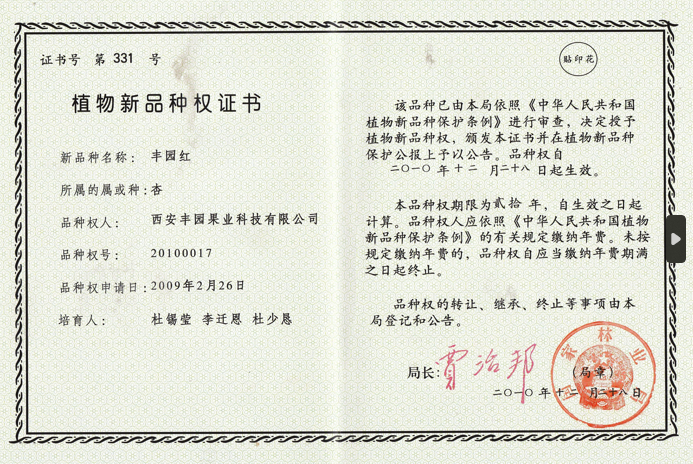 证书号 第 331 号
植物新品种权证书
新品种名称: 丰园红
所属的属或种: 杏
品种权人: 西安丰园果业科技有限公司
品种权号: 20100017
品种权申请日: 2009年2月26日
培育人: 杜锡莹 李迁恩 杜少恳
贴印花
该品种已由本局依照《中华人民共和国
植物新品种保护条例》进行审查,决定授予
植物新品种权,颁发本证书并在植物新品种
保护公报上予以公告。品种权自
二〇一〇 年 十 二 月二十八 日起生效。
本品种权期限为贰拾 年,自生效之日起
计算。品种权人应依照《中华人民共和国植物
新品种保护条例》的有关规定缴纳年费。未按
规定缴纳年费的,品种权自应当缴纳年费期满
之日起终止。
品种权的转让、继承、终止等事项由本
局登记和公告。
局长: 贾治邦 (局章)
国家林业局
二〇一〇 年 十 二 月二十八 日